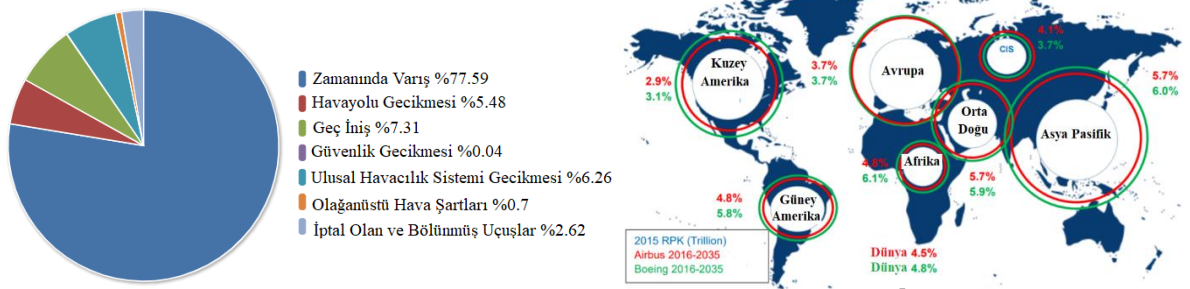 Zamanında Varış %77.59
Havayolu Gecikmesi %5.48
Geç İniş %7.31
Güvenlik Gecikmesi %0.04
Ulusal Havacılık Sistemi Gecikmesi %6.26
Olağanüstü Hava Şartları %0.7
İptal Olan ve Bölünmüş Uçuşlar %2.62
Kuzey
Amerika
2.9%
3.1%
Avrupa
3.7%
3.7%
CIS
4.1%
3.7%
Orta
Doğu
5.7%
5.9%
Asya Pasifik
5.7%
6.0%
Afrika
4.8%
6.1%
Güney
Amerika
4.8%
5.8%
2015 RPK (Trillion)
Airbus 2016-2035
Boeing 2016-2035
Dünya 4.5%
Dünya 4.8%